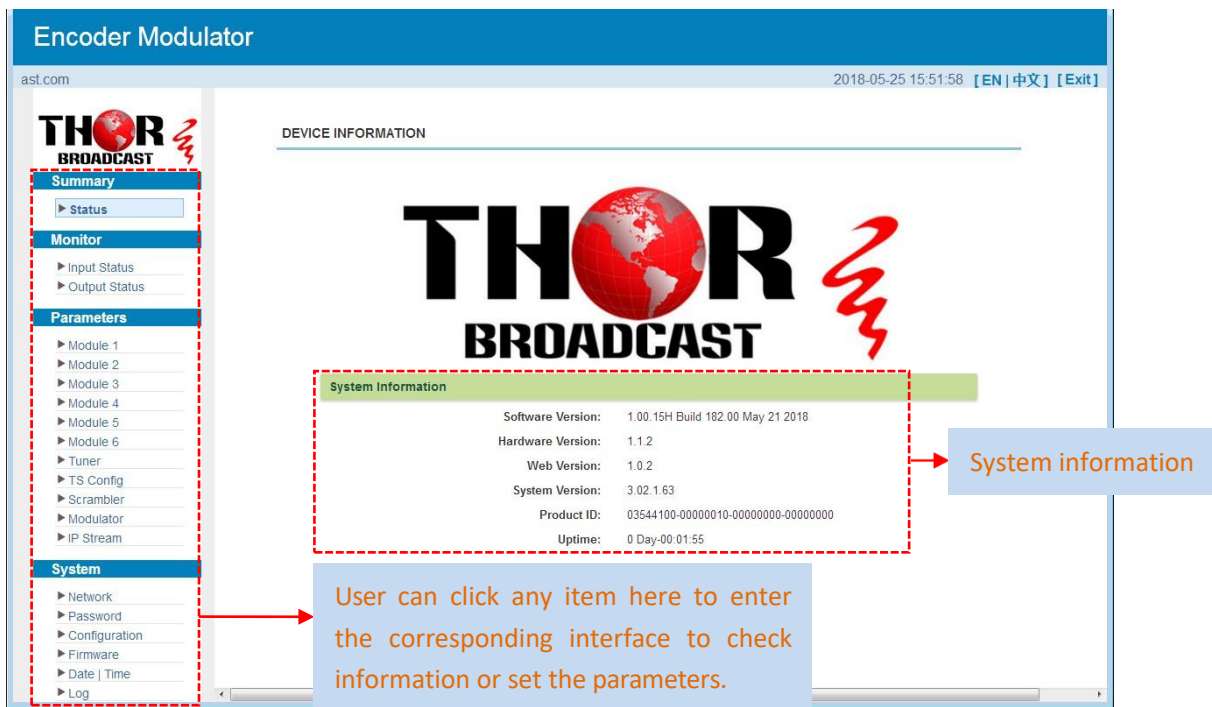 Encoder Modulator
ast.com
2018-05-25 15:51:58 [ EN | 中文 ] [ Exit ]
THOR
BROADCAST
Summary
Status
Monitor
Input Status
Output Status
Parameters
Module 1
Module 2
Module 3
Module 4
Module 5
Module 6
Tuner
TS Config
Scrambler
Modulator
IP Stream
System
Network
Password
Configuration
Firmware
Date | Time
Log
DEVICE INFORMATION
THOR
BROADCAST
System Information
Software Version: 1.00.15H Build 182.00 May 21 2018
Hardware Version: 1.1.2
Web Version: 1.0.2
System Version: 3.02.1.63
Product ID: 03544100-00000010-00000000-00000000
Uptime: 0 Day-00:01:55
System information
User can click any item here to enter
the corresponding interface to check
information or set the parameters.